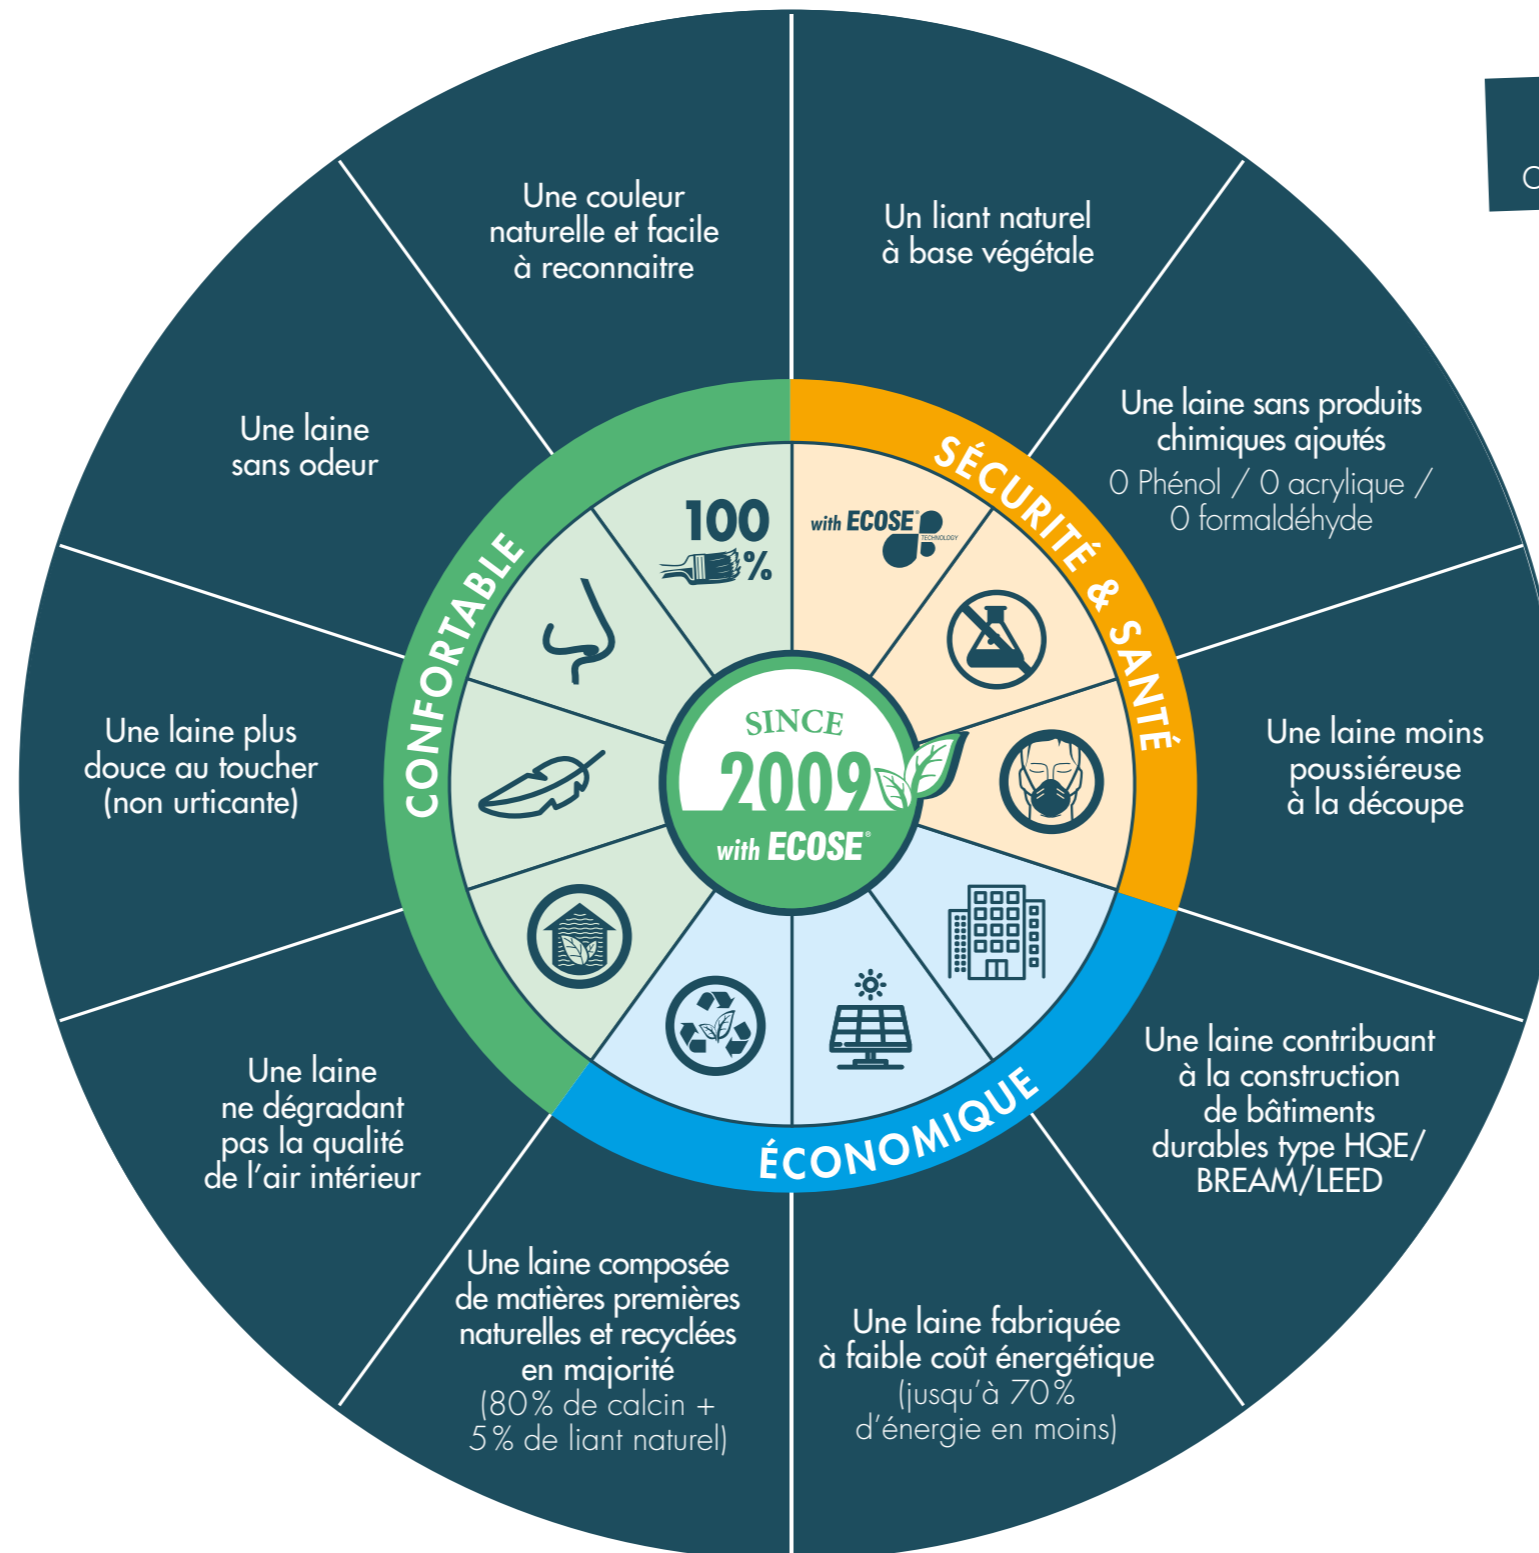 Une couleur
naturelle et facile
à reconnaitre
Un liant naturel
à base végétale
Une laine sans produits
chimiques ajoutés
0 Phénol / 0 acrylique /
0 formaldéhyde
Une laine moins
poussiéreuse
à la découpe
Une laine contribuant
à la construction
de bâtiments
durables type HQE/
BREAM/LEED
Une laine fabriquée
à faible coût énergétique
(jusqu'à 70%
d'énergie en moins)
Une laine composée
de matières premières
naturelles et recyclées
en majorité
(80% de calcin +
5% de liant naturel)
Une laine
ne dégradant
pas la qualité
de l'air intérieur
Une laine plus
douce au toucher
(non urticante)
Une laine
sans odeur
CONFORTABLE
SÉCURITÉ & SANTÉ
ÉCONOMIQUE
100
%
with ECOSE®
TECHNOLOGY
SINCE
2009
with ECOSE®